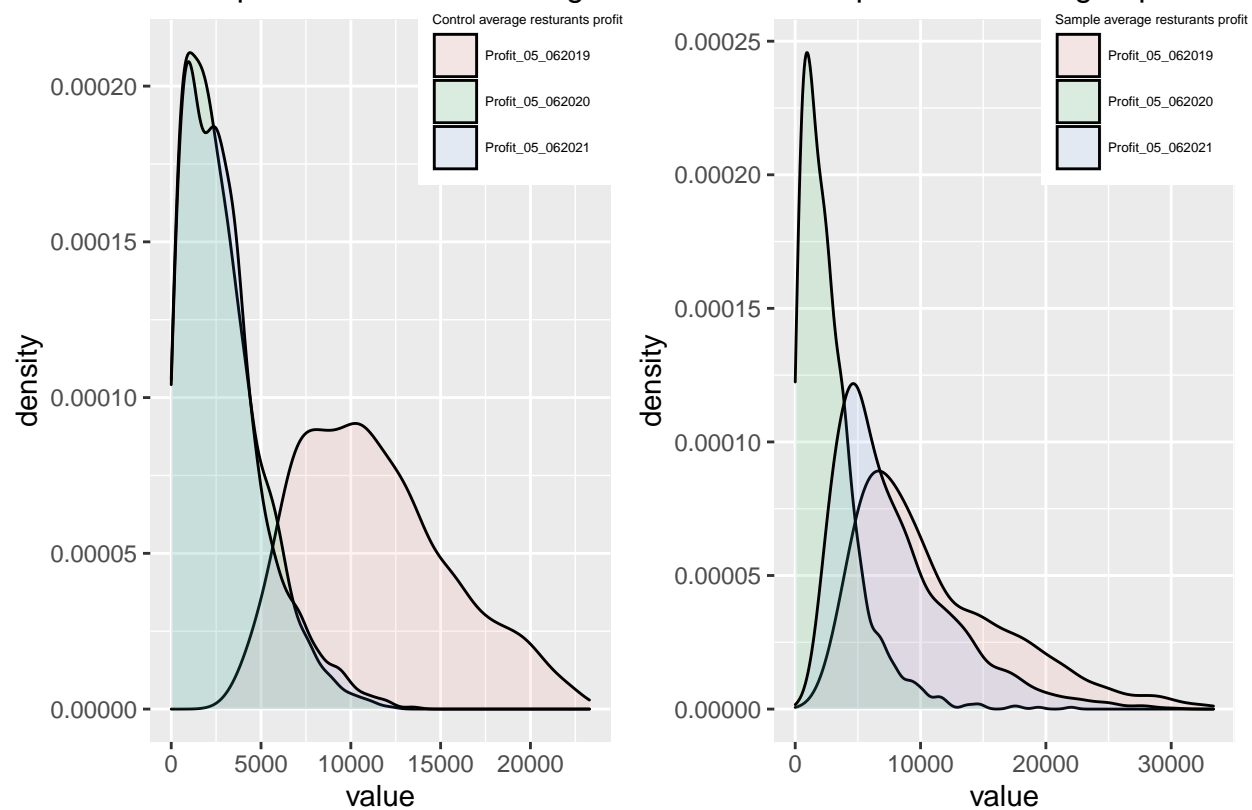 Control average resturants profit
Profit_05_062019
Profit_05_062020
Profit_05_062021
0.00020
0.00015
0.00010
0.00005
0.00000
density
0 5000 10000 15000 20000
value
Sample average resturants profit
Profit_05_062019
Profit_05_062020
Profit_05_062021
0.00025
0.00020
0.00015
0.00010
0.00005
0.00000
density
0 10000 20000 30000
value